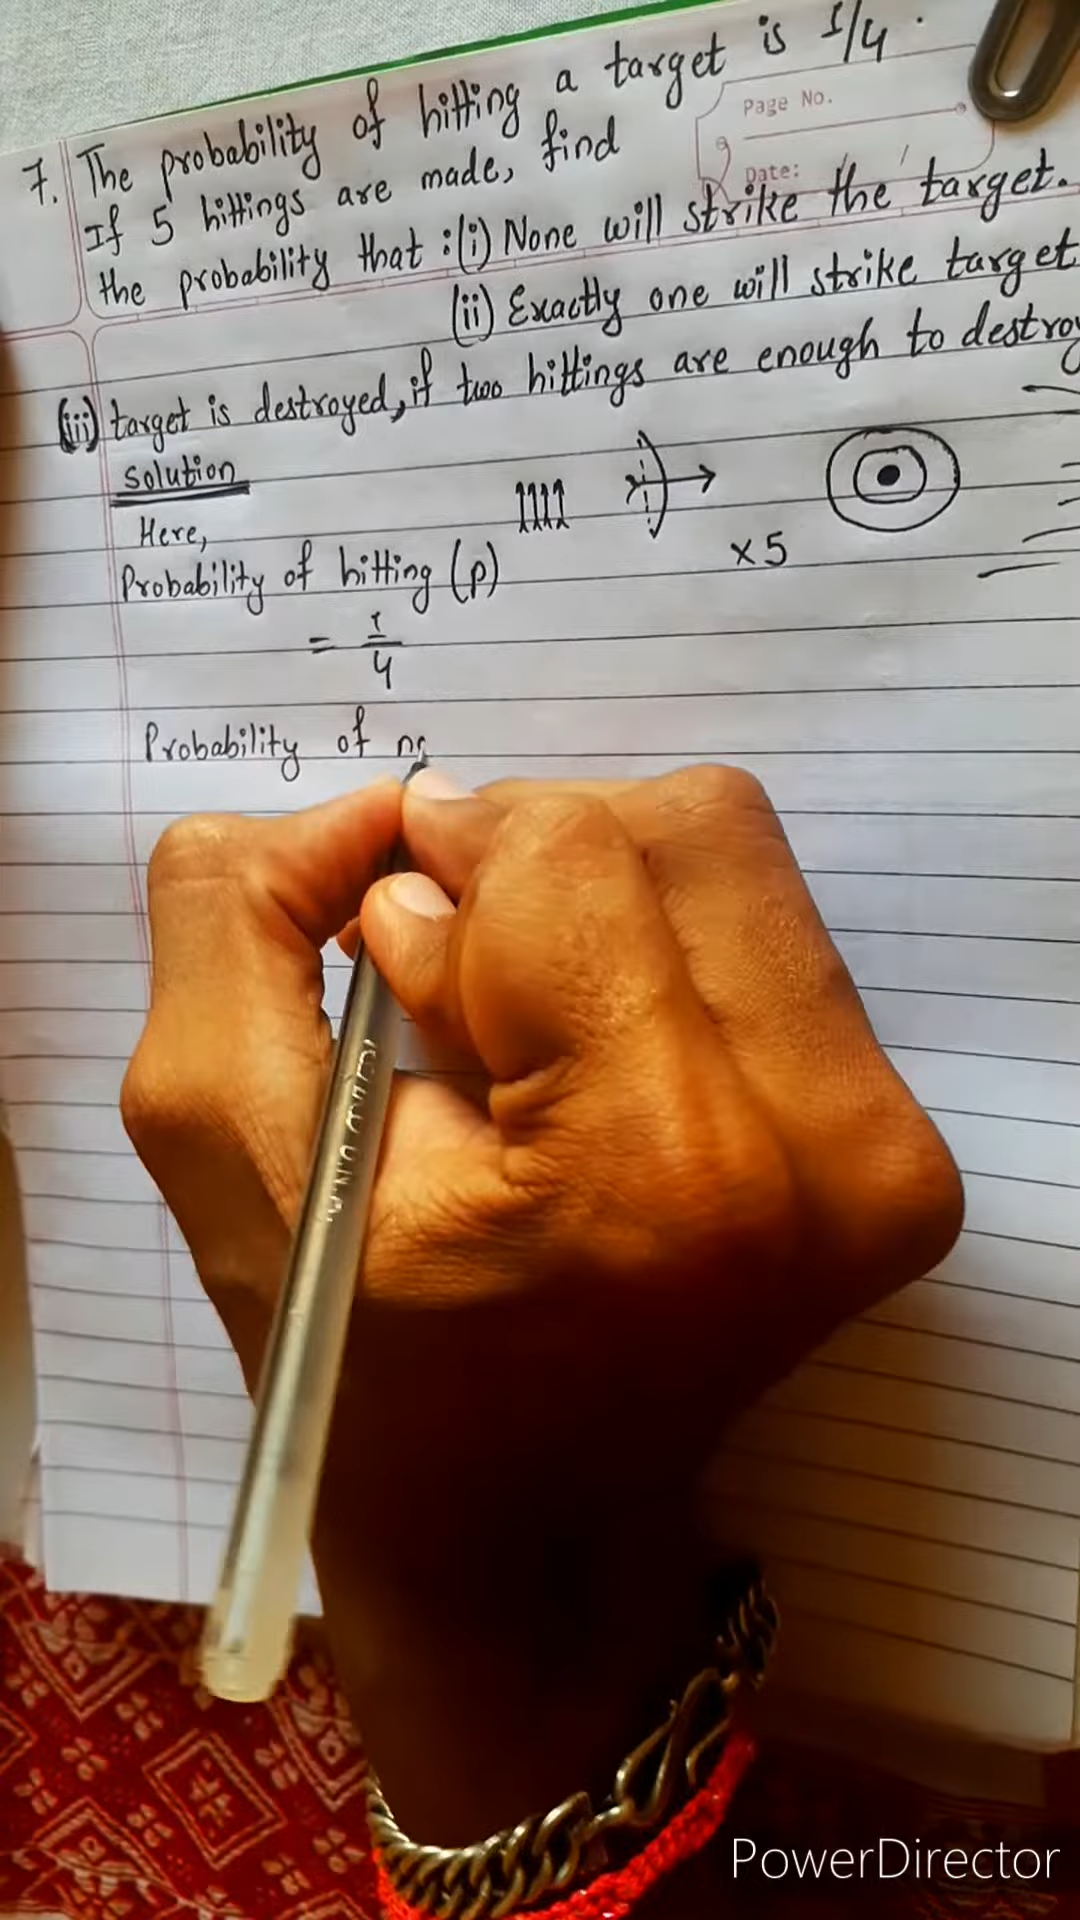 7. The probability of hitting a target is 1/4.
Page No.
If 5 hittings are made, find
Date:
the probability that : (i) None will strike the target.
(ii) Exactly one will strike target
(iii) target is destroyed, if two hittings are enough to destroy
Solution
Here,
Probability of hitting (p)
×5
= 1/4
Probability of
PowerDirector